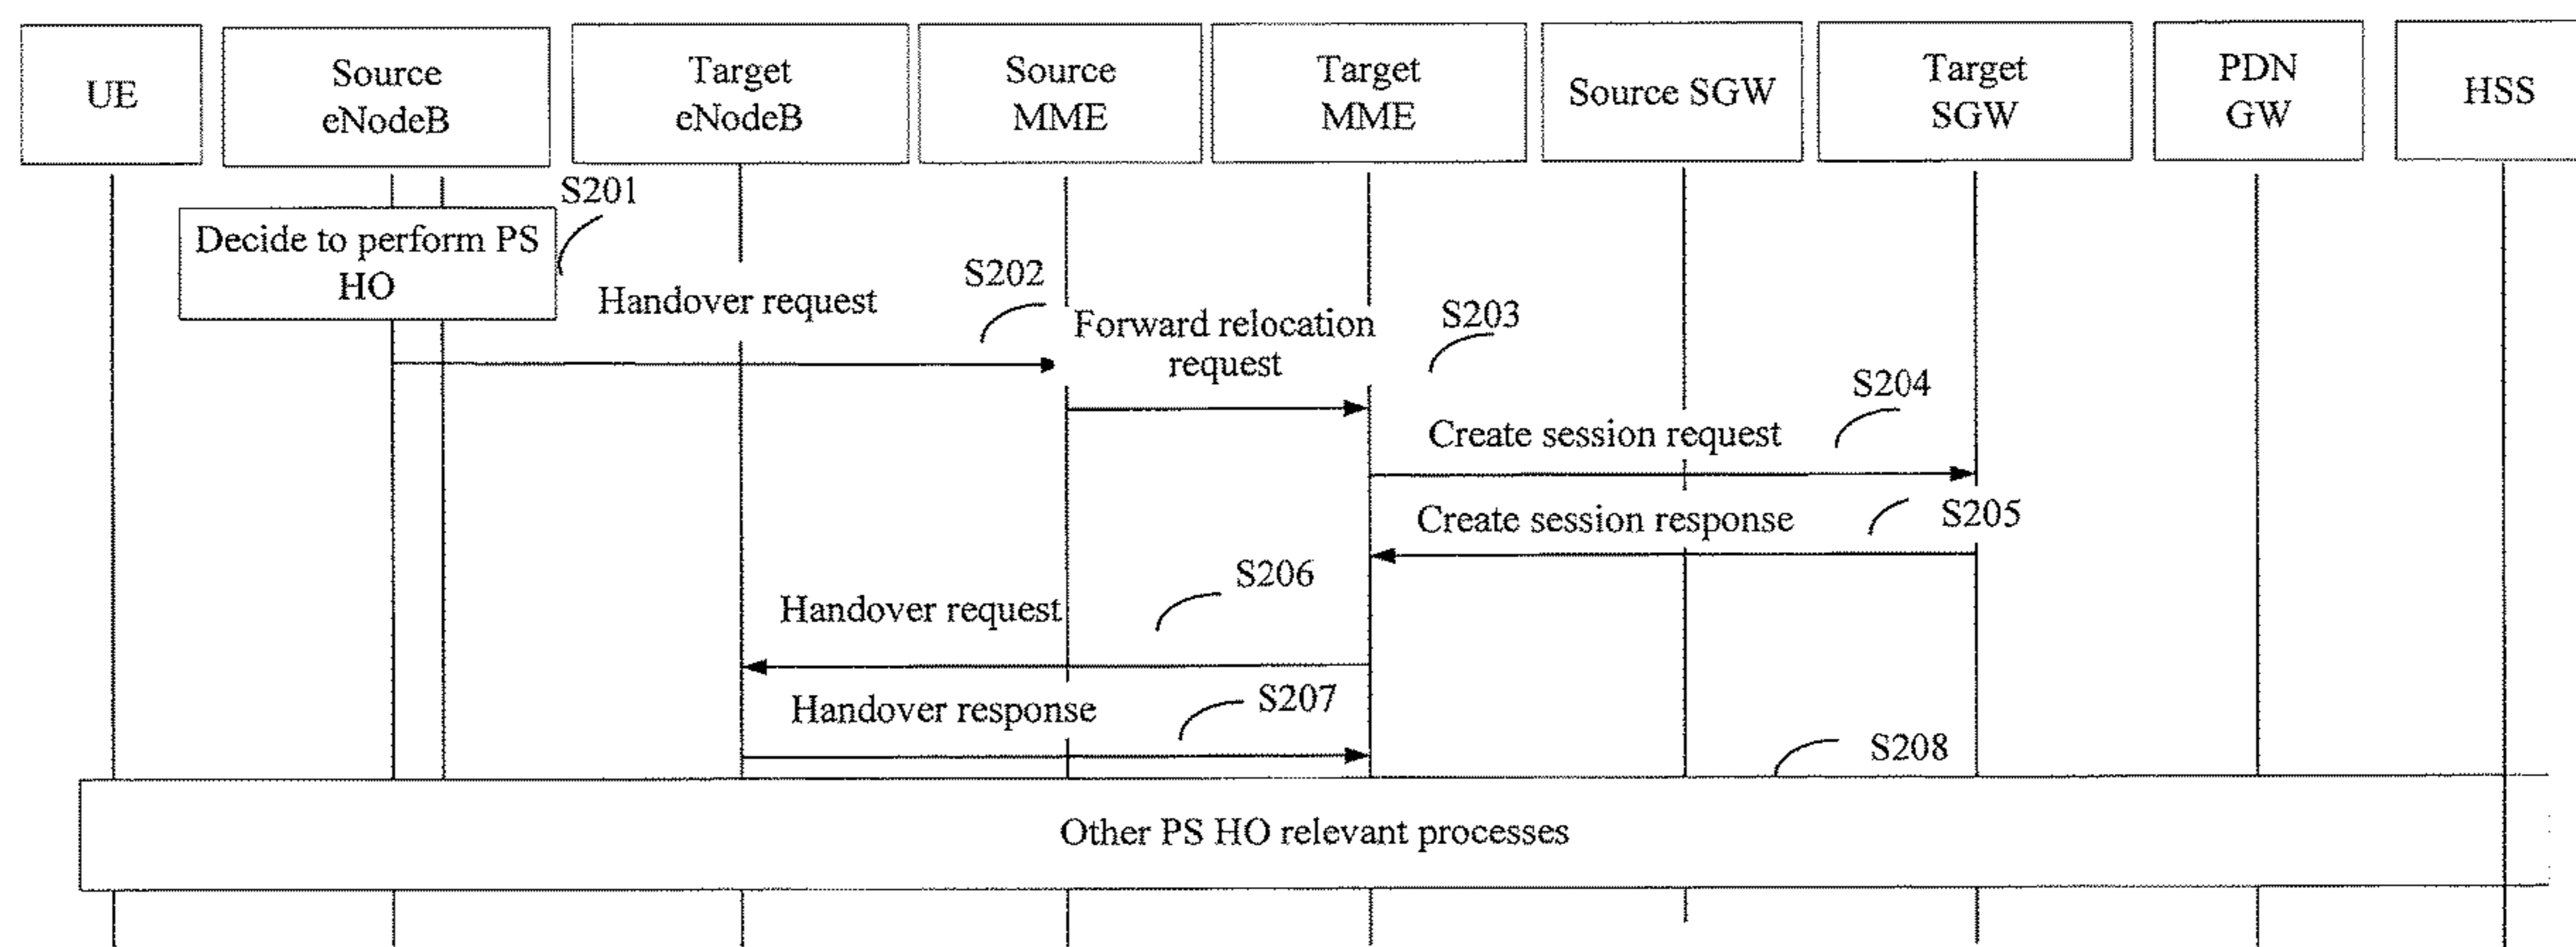 UE
Source
eNodeB
Target
eNodeB
Source
MME
Target
MME
Source SGW
Target
SGW
PDN
GW
HSS
S201
Decide to perform PS
HO
Handover request
S202
Forward relocation
request
S203
S204
Create session request
Create session response
S205
S206
Handover request
Handover response
S207
S208
Other PS HO relevant processes